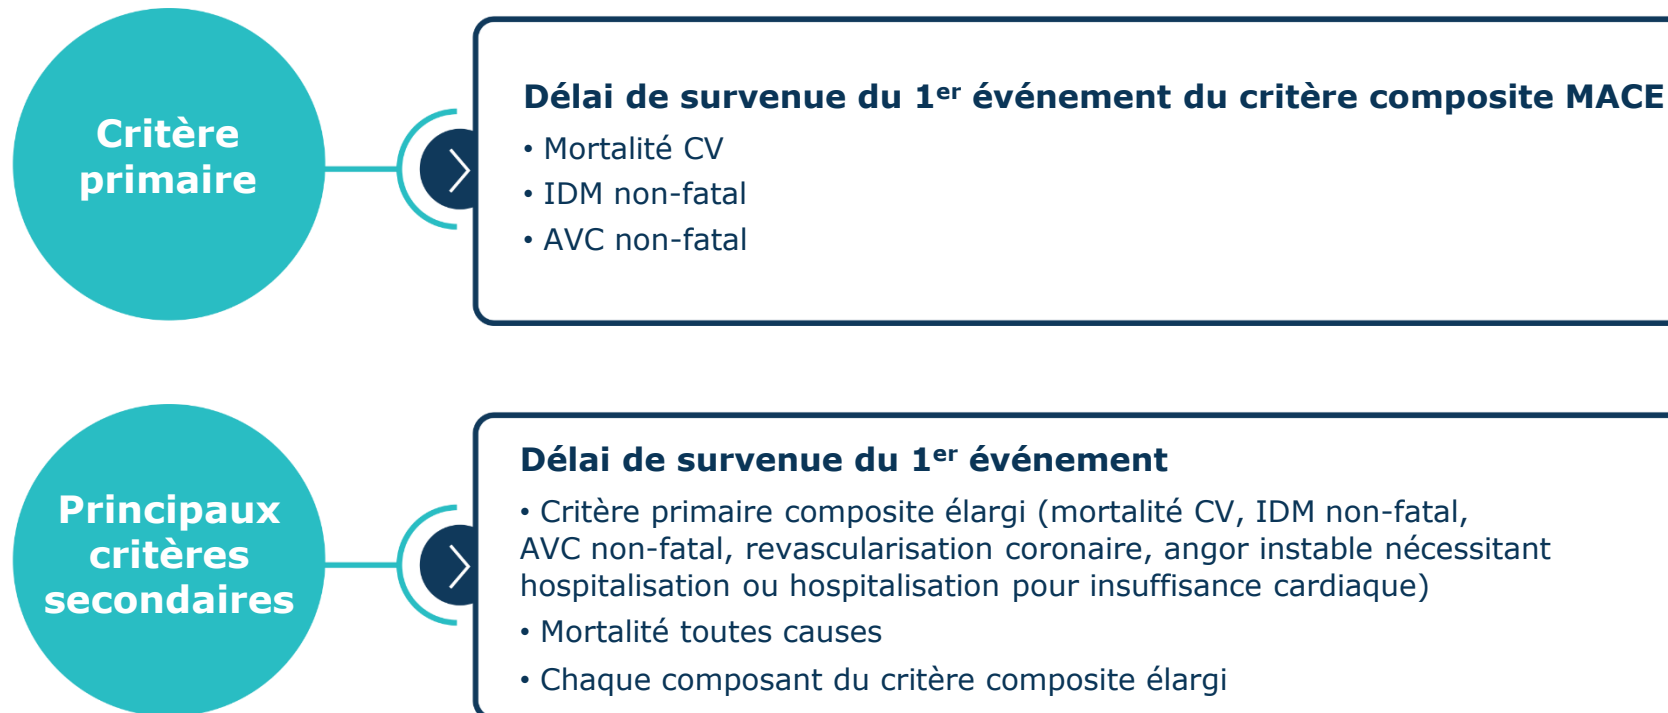 Critère
primaire
Délai de survenue du 1er événement du critère composite MACE
• Mortalité CV
• IDM non-fatal
• AVC non-fatal
Principaux
critères
secondaires
Délai de survenue du 1er événement
• Critère primaire composite élargi (mortalité CV, IDM non-fatal,
AVC non-fatal, revascularisation coronaire, angor instable nécessitant
hospitalisation ou hospitalisation pour insuffisance cardiaque)
• Mortalité toutes causes
• Chaque composant du critère composite élargi